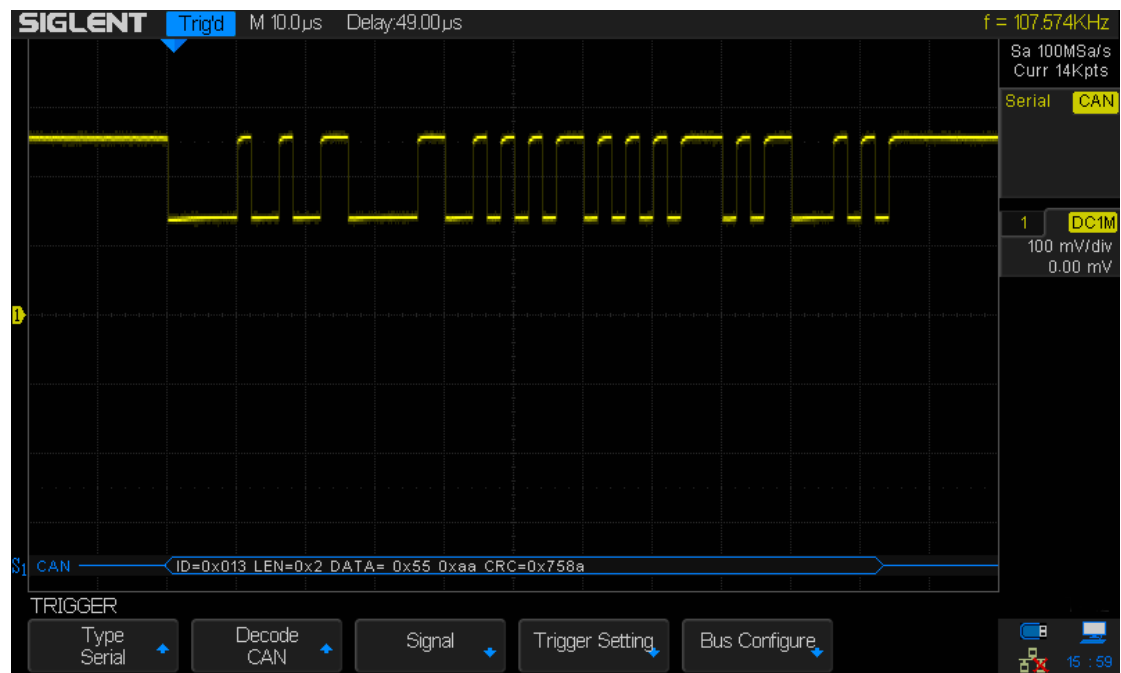 SIGLENT Trig'd M 10.0µs Delay:49.00µs f = 107.574KHz
Sa 100MSa/s
Curr 14Kpts
Serial CAN
1 DC1M
100 mV/div
0.00 mV
1
S1 CAN ID=0x013 LEN=0x2 DATA= 0x55 0xaa CRC=0x758a
TRIGGER
Type
Serial
Decode
CAN
Signal
Trigger Setting
Bus Configure
15 : 59